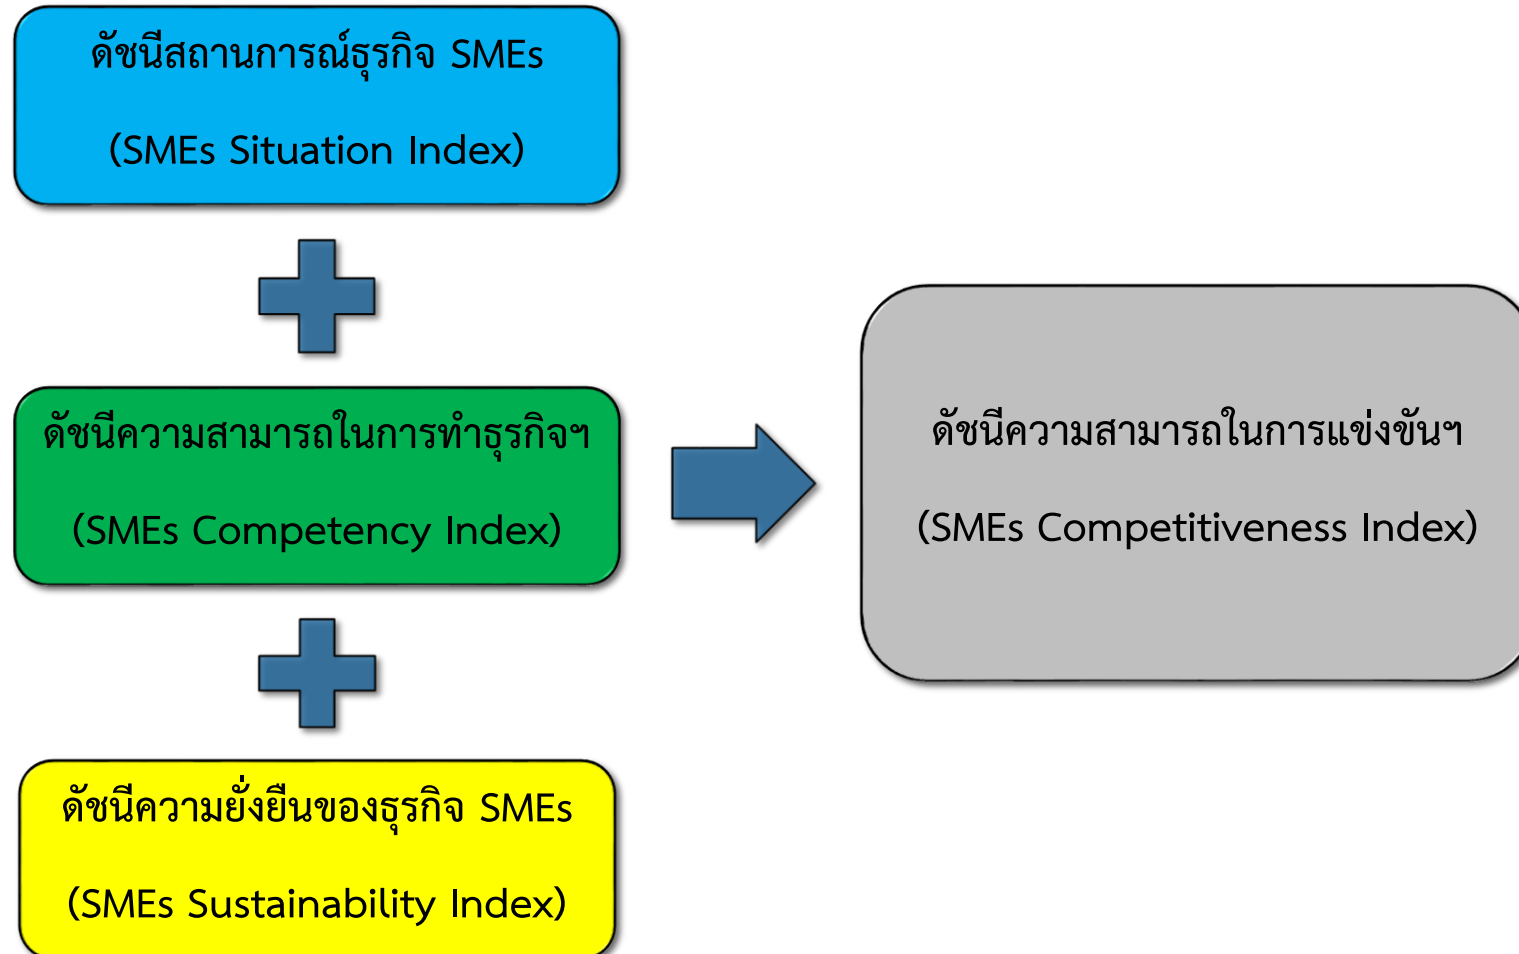 ดัชนีสถานการณ์ธุรกิจ SMEs
(SMEs Situation Index)
ดัชนีความสามารถในการทำธุรกิจฯ
(SMEs Competency Index)
ดัชนีความยั่งยืนของธุรกิจ SMEs
(SMEs Sustainability Index)
ดัชนีความสามารถในการแข่งขันฯ
(SMEs Competitiveness Index)